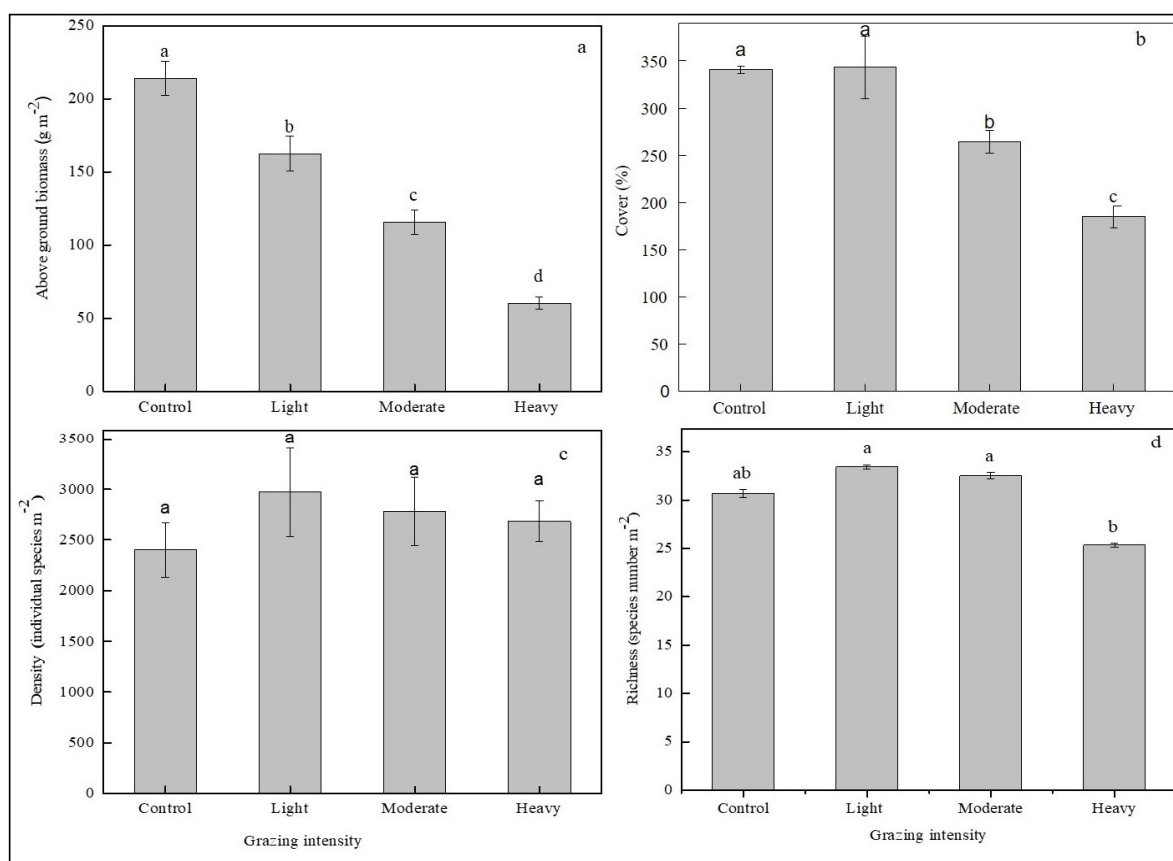 a
250
200
150
100
50
0
Above ground biomass (g m-2)
a
b
c
d
Control Light Moderate Heavy
b
350
300
250
200
150
100
50
0
Cover (%)
a
a
b
c
Control Light Moderate Heavy
c
3500
3000
2500
2000
1500
1000
500
0
Density (individual species m-2)
a
a
a
a
Control Light Moderate Heavy
Grazing intensity
d
35
30
25
20
15
10
5
0
Richness (species number m-2)
ab
a
a
b
Control Light Moderate Heavy
Grazing intensity